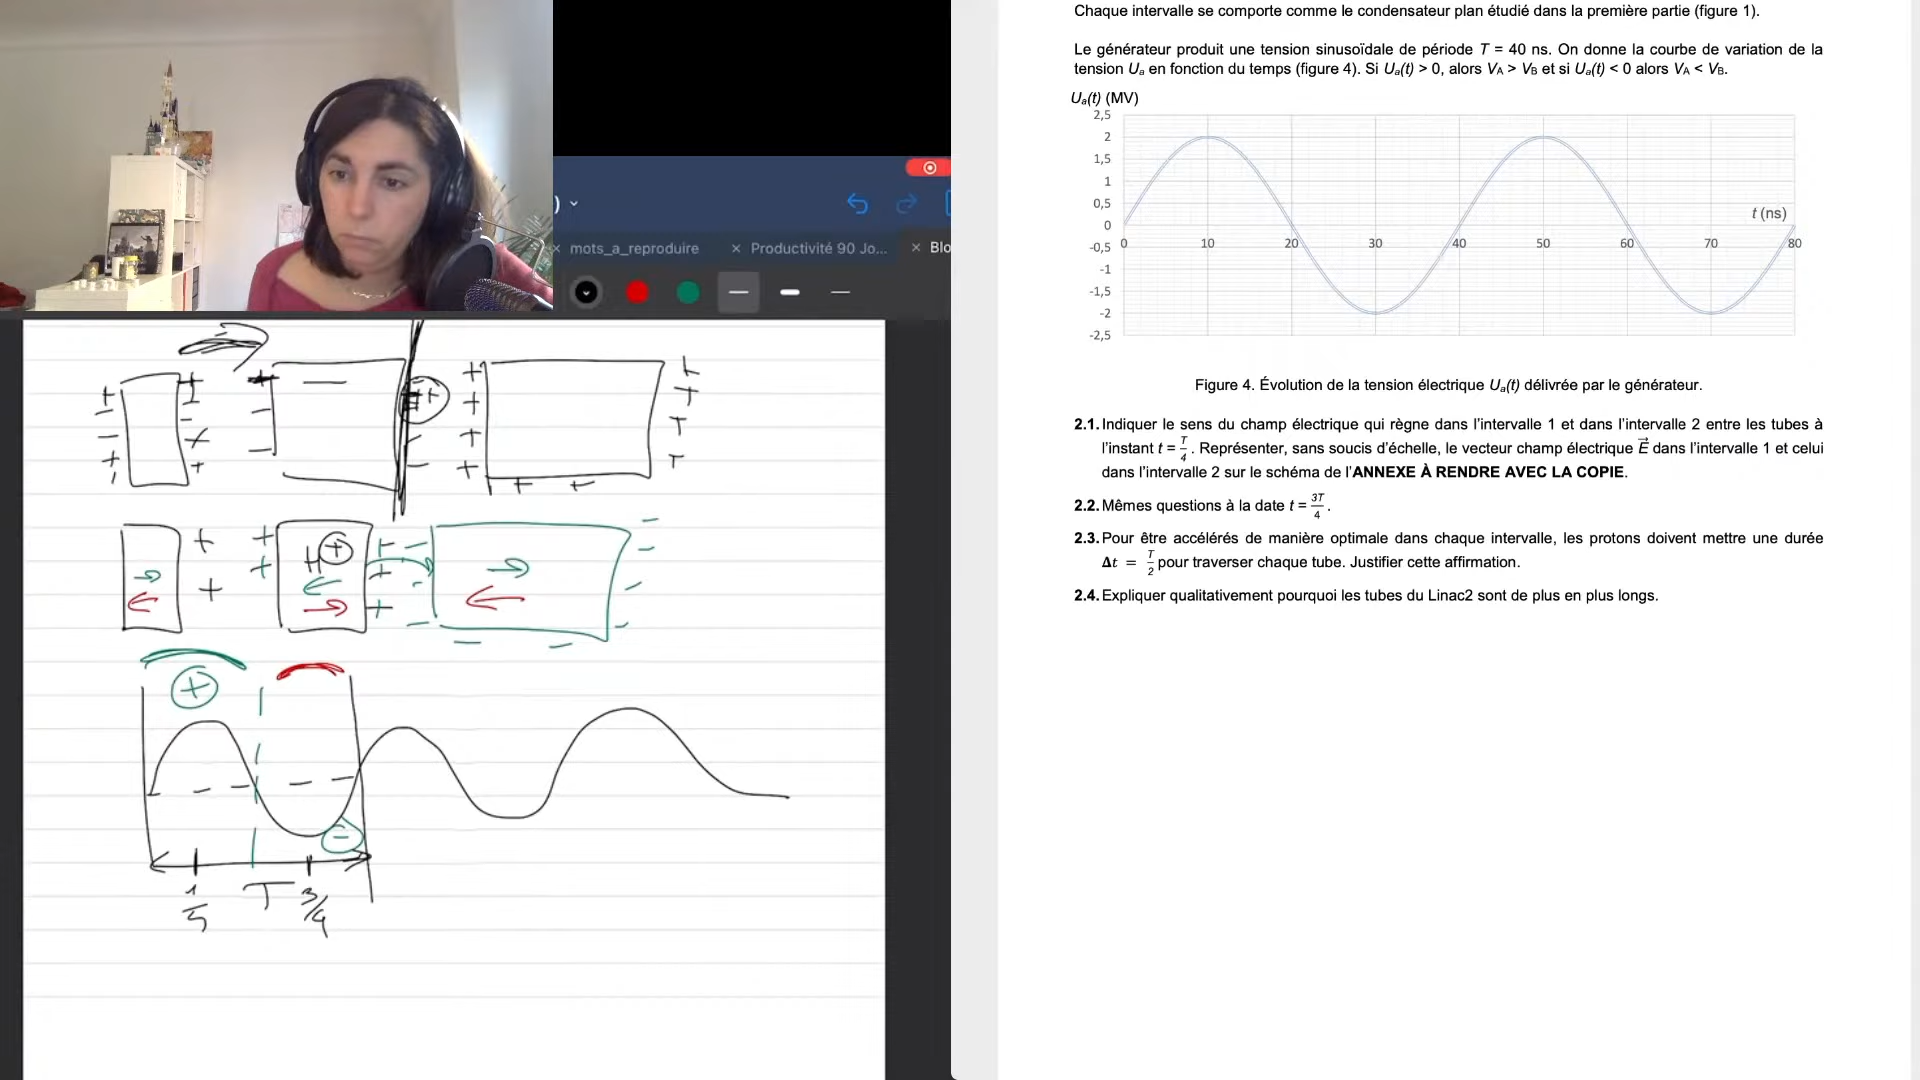 ) ⌄
× mots_a_reproduire × Productivité 90 Jo... × Blo
Chaque intervalle se comporte comme le condensateur plan étudié dans la première partie (figure 1).
Le générateur produit une tension sinusoïdale de période T = 40 ns. On donne la courbe de variation de la
tension Uₐ en fonction du temps (figure 4). Si Uₐ(t) > 0, alors VA > VB et si Uₐ(t) < 0 alors VA < VB.
Uₐ(t) (MV)
2,5
2
1,5
1
0,5
0
-0,5
-1
-1,5
-2
-2,5
t (ns)
0 10 20 30 40 50 60 70 80
Figure 4. Évolution de la tension électrique Uₐ(t) délivrée par le générateur.
2.1. Indiquer le sens du champ électrique qui règne dans l'intervalle 1 et dans l'intervalle 2 entre les tubes à
l'instant t = T/4 . Représenter, sans soucis d'échelle, le vecteur champ électrique E⃗ dans l'intervalle 1 et celui
dans l'intervalle 2 sur le schéma de l'ANNEXE À RENDRE AVEC LA COPIE.
2.2. Mêmes questions à la date t = 3T/4 .
2.3. Pour être accélérés de manière optimale dans chaque intervalle, les protons doivent mettre une durée
Δt = T/2 pour traverser chaque tube. Justifier cette affirmation.
2.4. Expliquer qualitativement pourquoi les tubes du Linac2 sont de plus en plus longs.
H +
+
-
T 3/4